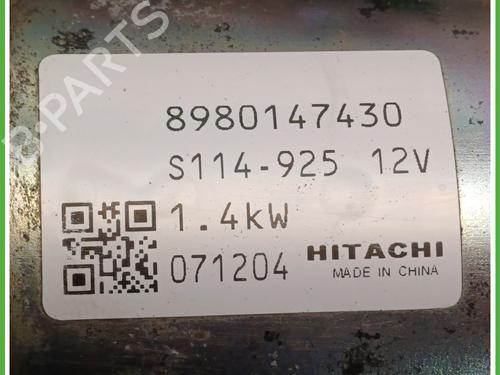 B-PARTS
8980147430
S114-925 12V
1.4kW
071204 HITACHI
MADE IN CHINA